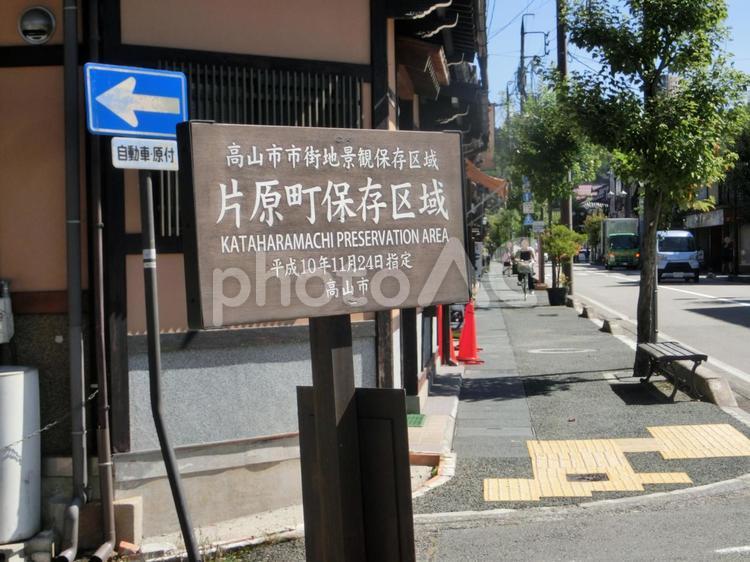 自動車・原付
高山市市街地景観保存区域
片原町保存区域
KATAHARAMACHI PRESERVATION AREA
平成10年11月24日指定
高山市
photoAC